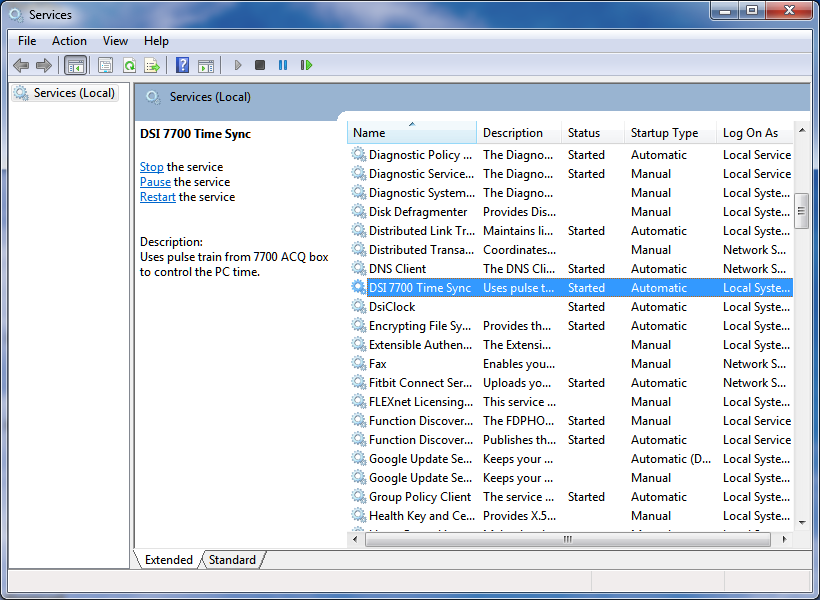 Services
File Action View Help
Services (Local)
Services (Local)
DSI 7700 Time Sync
Stop the service
Pause the service
Restart the service
Description:
Uses pulse train from 7700 ACQ box
to control the PC time.
Name Description Status Startup Type Log On As
Diagnostic Policy ... The Diagno... Started Automatic Local Service
Diagnostic Service... The Diagno... Started Manual Local Service
Diagnostic System... The Diagno... Manual Local Syste...
Disk Defragmenter Provides Dis... Manual Local Syste...
Distributed Link Tr... Maintains li... Started Automatic Local Syste...
Distributed Transa... Coordinates... Manual Network S...
DNS Client The DNS Cli... Started Automatic Network S...
DSI 7700 Time Sync Uses pulse t... Started Automatic Local Syste...
DsiClock Started Automatic Local Syste...
Encrypting File Sy... Provides th... Started Automatic Local Syste...
Extensible Authen... The Extensi... Manual Local Syste...
Fax Enables you... Manual Network S...
Fitbit Connect Ser... Uploads yo... Started Automatic Network S...
FLEXnet Licensing... This service ... Manual Local Syste...
Function Discover... The FDPHO... Started Manual Local Service
Function Discover... Publishes th... Started Automatic Local Service
Google Update Se... Keeps your ... Automatic (D... Local Syste...
Google Update Se... Keeps your ... Manual Local Syste...
Group Policy Client The service ... Started Automatic Local Syste...
Health Key and Ce... Provides X.5... Manual Local Syste...
Extended Standard